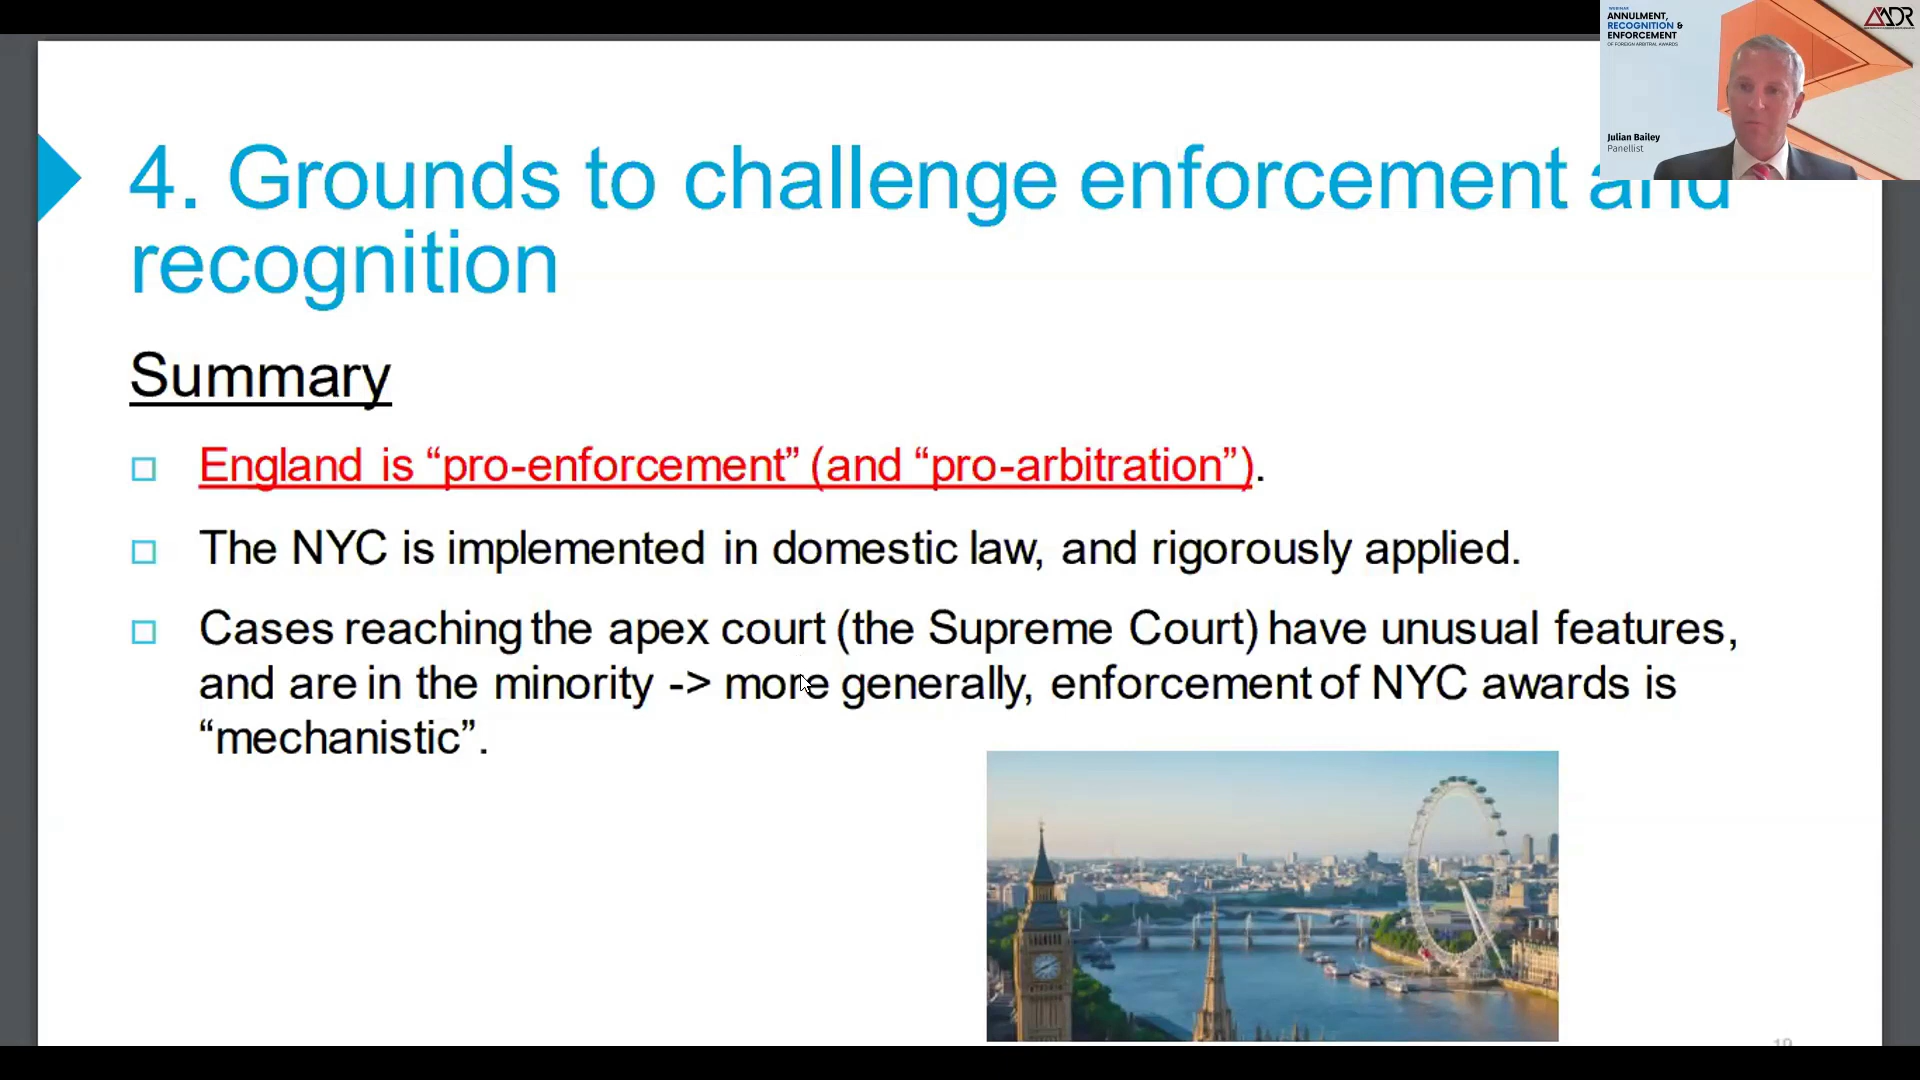 WEBINAR
ANNULMENT,
RECOGNITION &
ENFORCEMENT
OF FOREIGN ARBITRAL AWARDS
Julian Bailey
Panellist
4. Grounds to challenge enforcement and
recognition
Summary
England is “pro-enforcement” (and “pro-arbitration”).
The NYC is implemented in domestic law, and rigorously applied.
Cases reaching the apex court (the Supreme Court) have unusual features,
and are in the minority -> more generally, enforcement of NYC awards is
“mechanistic”.